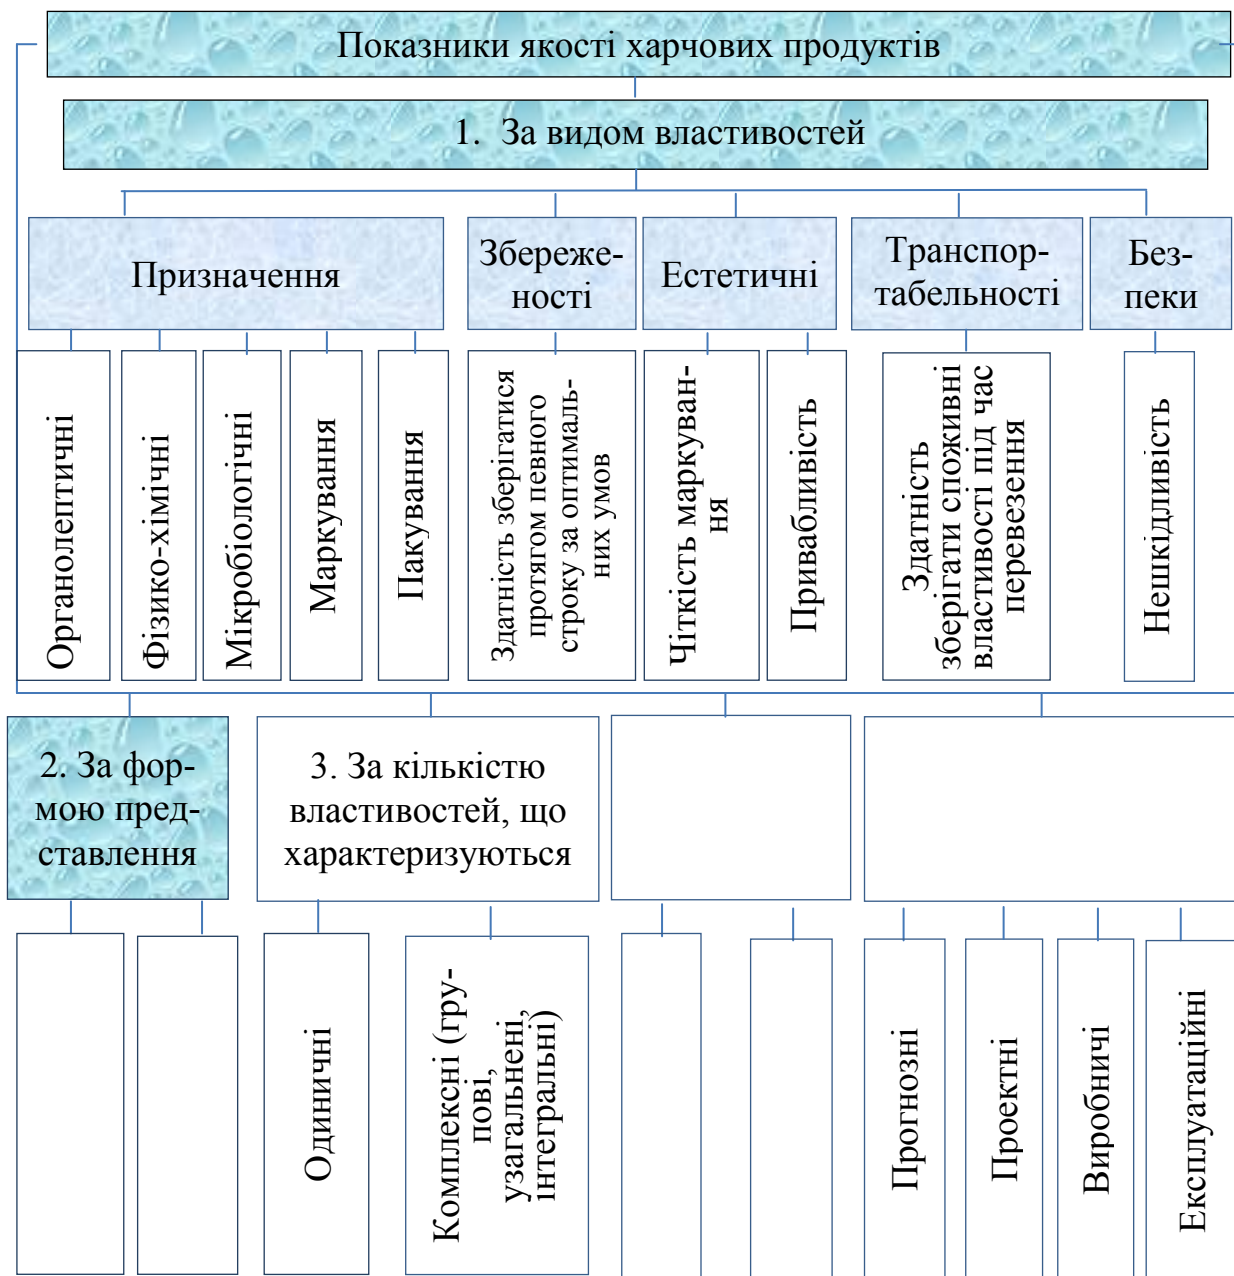 Показники якості харчових продуктів
1. За видом властивостей
Призначення
Збереже-
ності
Естетичні
Транспор-
табельності
Без-
пеки
Органолептичні
Фізико-хімічні
Мікробіологічні
Маркування
Пакування
Здатність зберігатися
протягом певного
строку за оптималь-
них умов
Чіткість маркуван-
ня
Привабливість
Здатність
зберігати споживні
властивості під час
перевезення
Нешкідливість
2. За фор-
мою пред-
ставлення
3. За кількістю
властивостей, що
характеризуються
Одиничні
Комплексні (гру-
пові,
узагальнені,
інтегральні)
Прогнозні
Проектні
Виробничі
Експлуатаційні